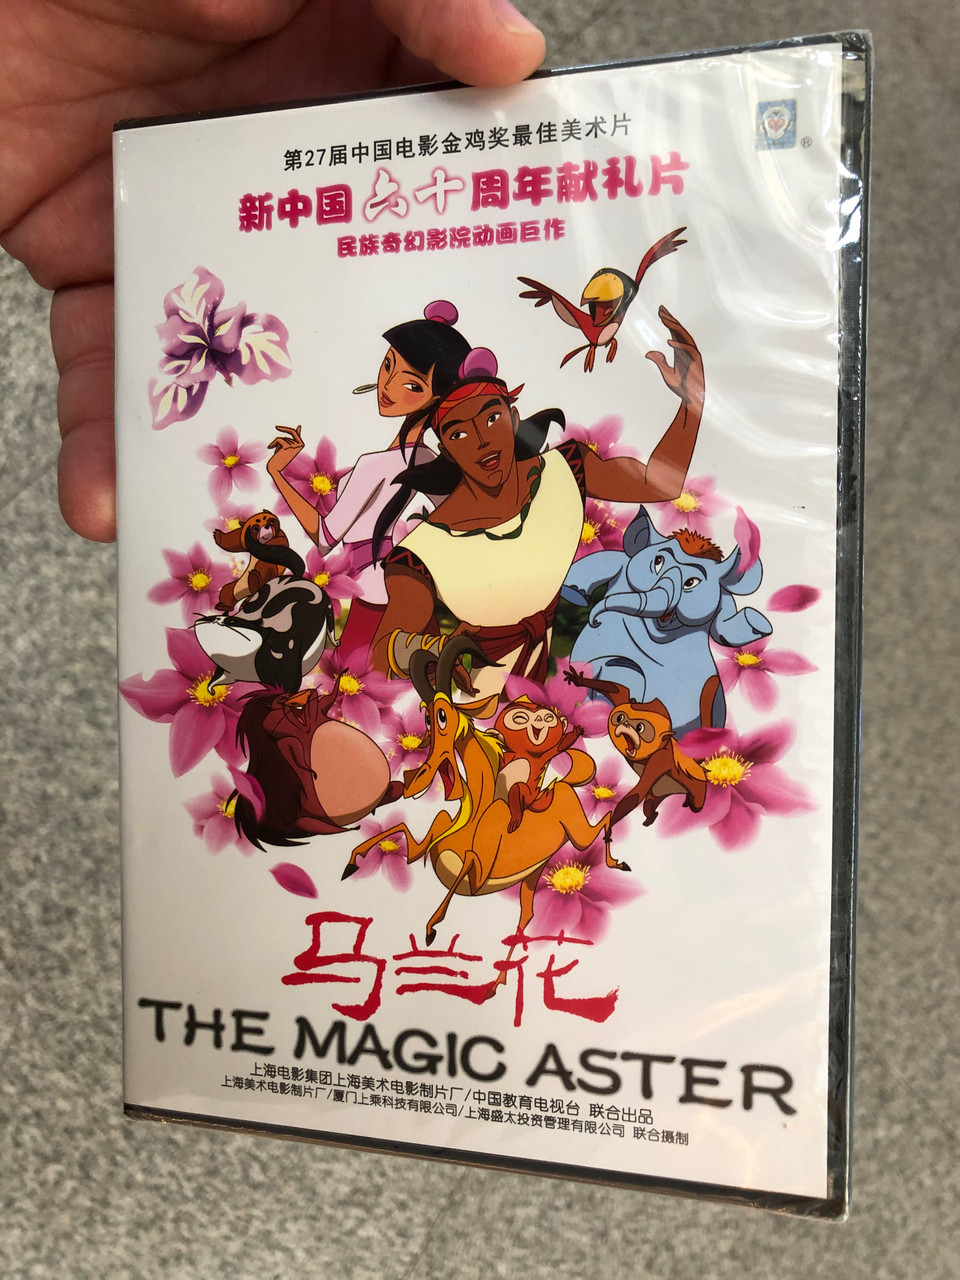 第27届中国电影金鸡奖最佳美术片
新中国六十周年献礼片
民族奇幻影院动画巨作
®
马兰花
THE MAGIC ASTER
上海电影集团上海美术电影制片厂/中国教育电视台 联合出品
上海美术电影制片厂/厦门上乘科技有限公司/上海盛太投资管理有限公司 联合摄制